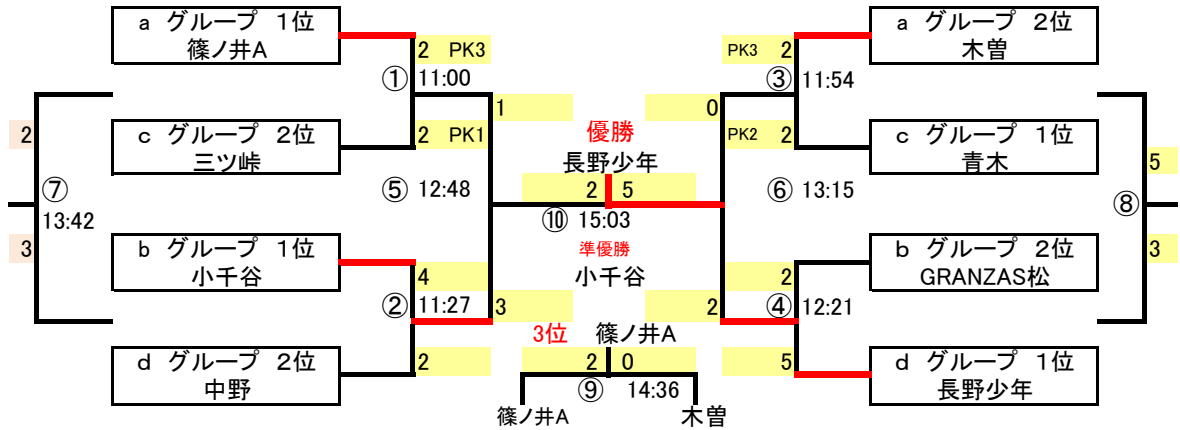 a グループ 1位
篠ノ井A
2 PK3
① 11:00
c グループ 2位
三ツ峠
2 PK1
1
⑤ 12:48
b グループ 1位
小千谷
4
② 11:27
3
d グループ 2位
中野
2
2
⑦
13:42
3
優勝
長野少年
2 5
⑩ 15:03
準優勝
小千谷
3位 篠ノ井A
2 0
⑨ 14:36
篠ノ井A 木曽
a グループ 2位
木曽
PK3 2
③ 11:54
0
c グループ 1位
青木
PK2 2
⑥ 13:15
b グループ 2位
GRANZAS松
2
④ 12:21
2
d グループ 1位
長野少年
5
5
⑧
3